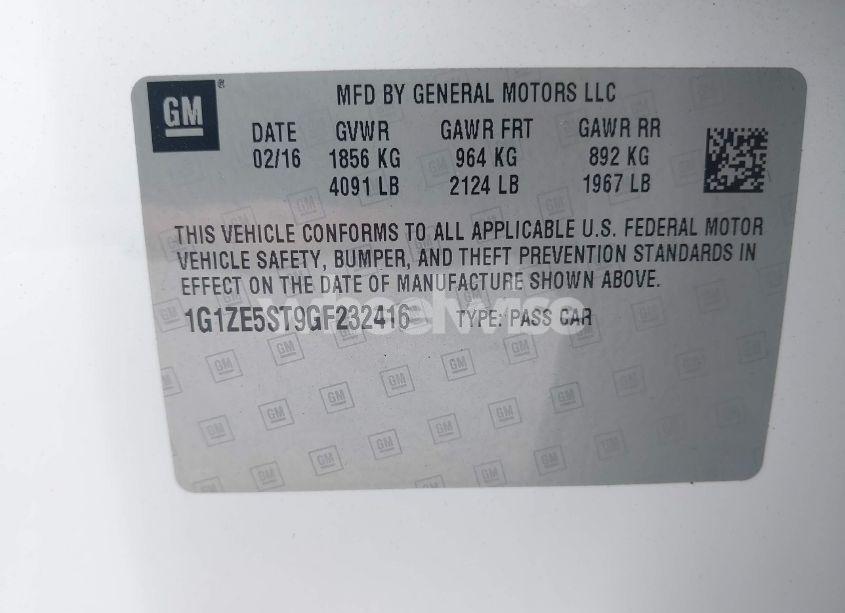 GM®
MFD BY GENERAL MOTORS LLC
DATE GVWR GAWR FRT GAWR RR
02/16 1856 KG 964 KG 892 KG
4091 LB 2124 LB 1967 LB
THIS VEHICLE CONFORMS TO ALL APPLICABLE U.S. FEDERAL MOTOR
VEHICLE SAFETY, BUMPER, AND THEFT PREVENTION STANDARDS IN
EFFECT ON THE DATE OF MANUFACTURE SHOWN ABOVE.
1G1ZE5ST9GF232416 TYPE: PASS CAR
wheelwise